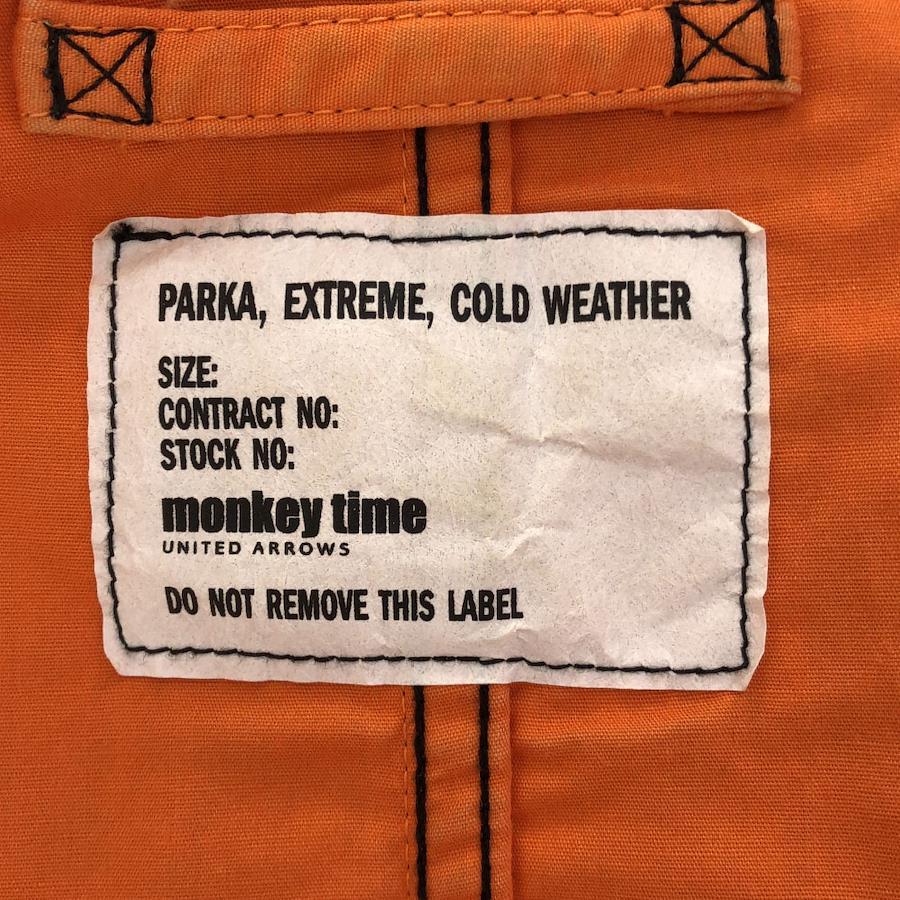 PARKA, EXTREME, COLD WEATHER
SIZE:
CONTRACT NO:
STOCK NO:
monkey time
UNITED ARROWS
DO NOT REMOVE THIS LABEL